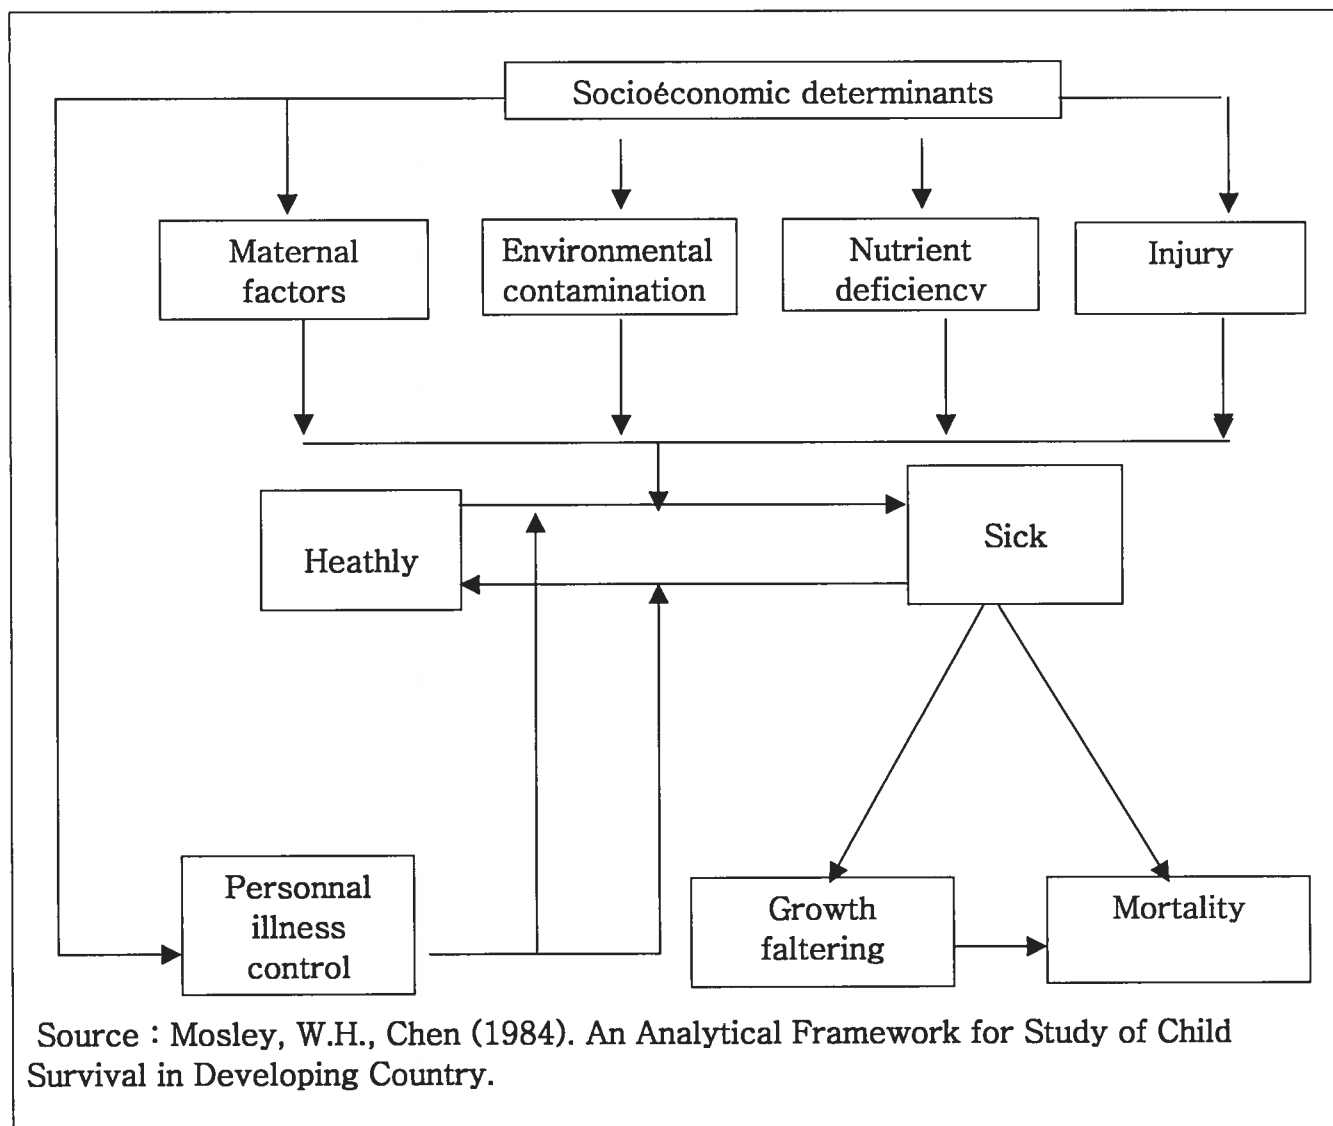 Socioéconomic determinants
Maternal
factors
Environmental
contamination
Nutrient
deficiencv
Injury
Heathly
Sick
Personnal
illness
control
Growth
faltering
Mortality
Source : Mosley, W.H., Chen (1984). An Analytical Framework for Study of Child
Survival in Developing Country.